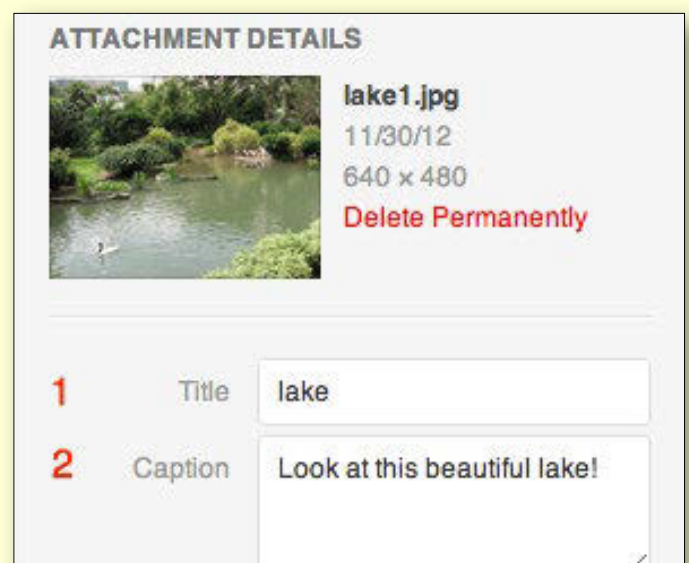 ATTACHMENT DETAILS
lake1.jpg
11/30/12
640 × 480
Delete Permanently
1 Title lake
2 Caption Look at this beautiful lake!